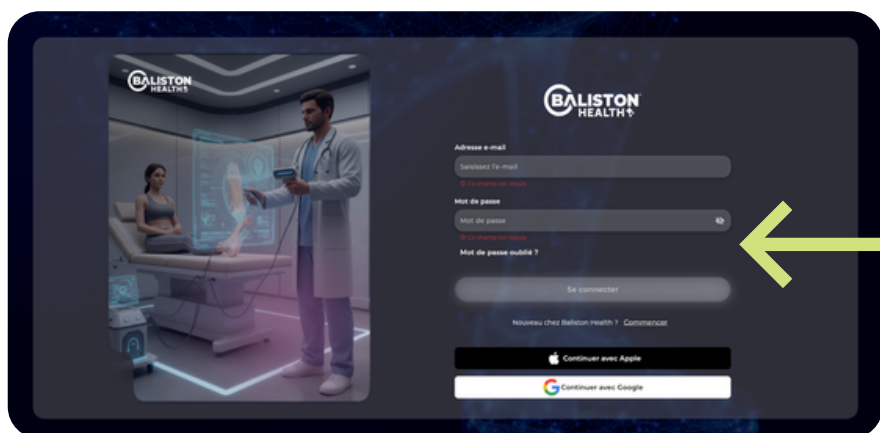 BALISTON
HEALTH
BALISTON
HEALTH
Adresse e-mail
Saisissez l'e-mail
Ce champ est requis
Mot de passe
Mot de passe
Ce champ est requis
Mot de passe oublié ?
Se connecter
Nouveau chez Baliston Health ? Commencer
Continuer avec Apple
Continuer avec Google